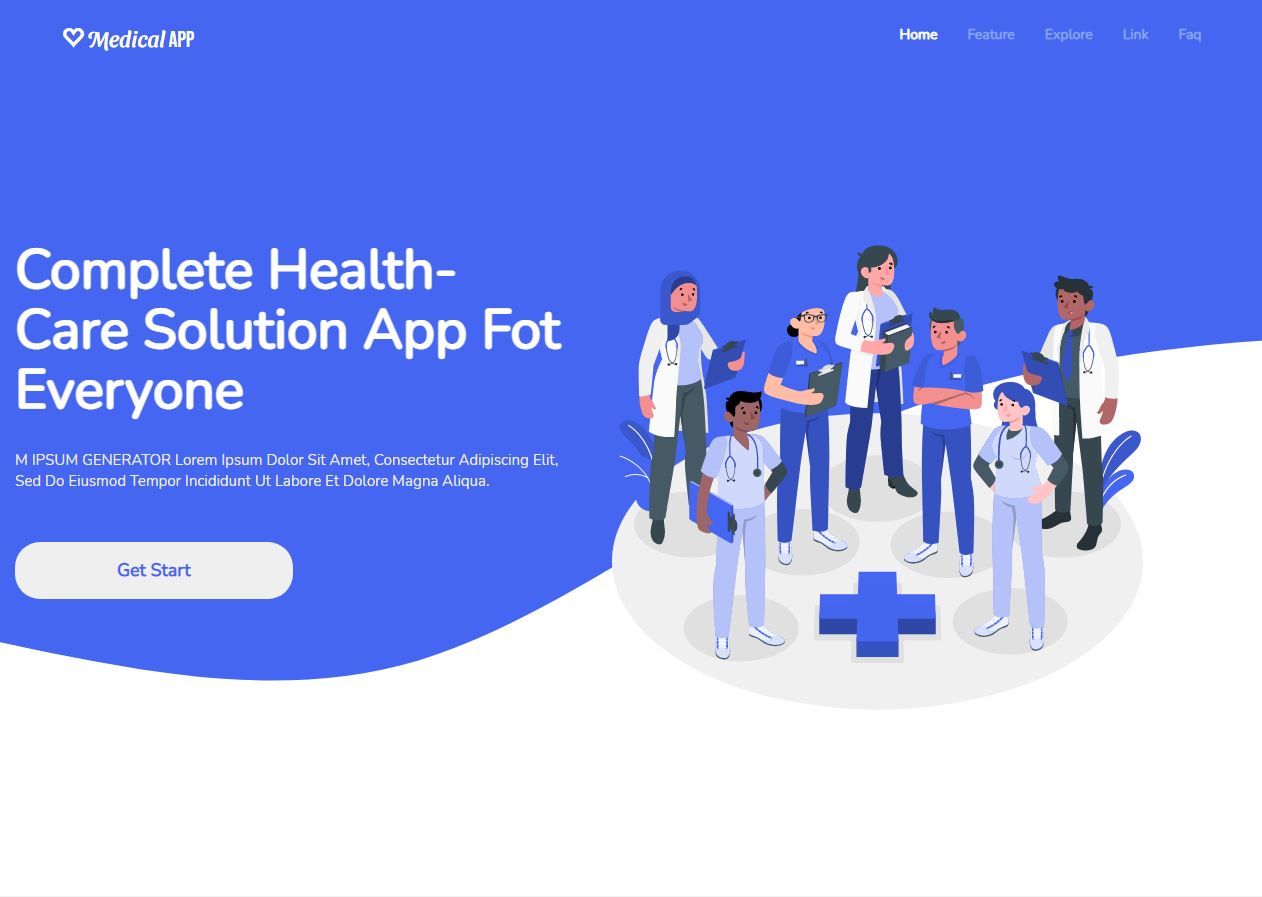 Medical APP
Home Feature Explore Link Faq
Complete Health-
Care Solution App Fot
Everyone
M IPSUM GENERATOR Lorem Ipsum Dolor Sit Amet, Consectetur Adipiscing Elit,
Sed Do Eiusmod Tempor Incididunt Ut Labore Et Dolore Magna Aliqua.
Get Start